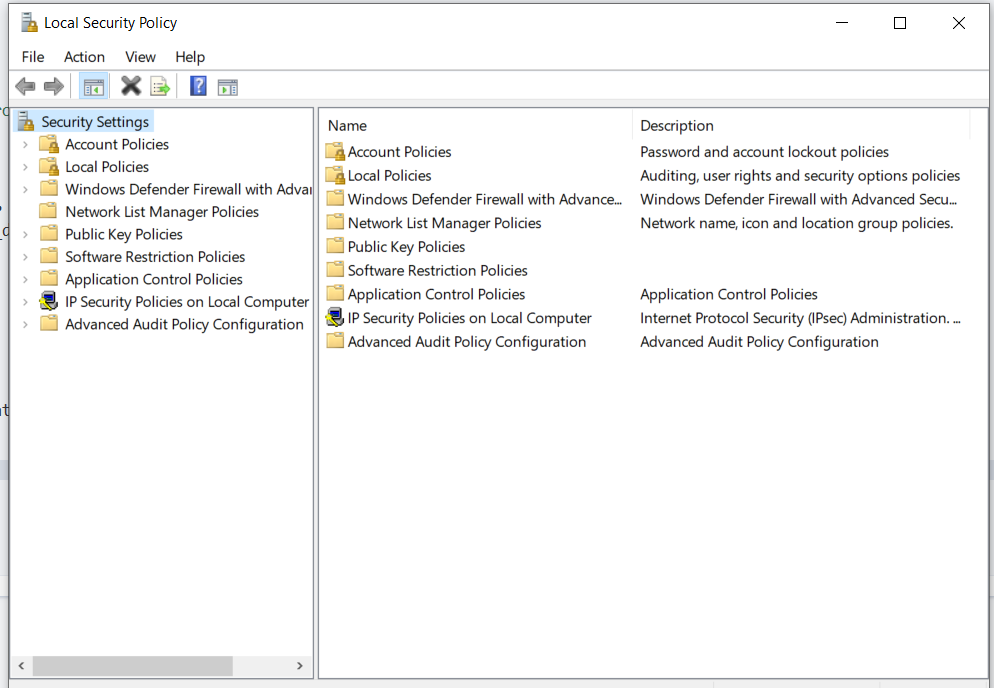 Local Security Policy
File Action View Help
Security Settings
Account Policies
Local Policies
Windows Defender Firewall with Advan
Network List Manager Policies
Public Key Policies
Software Restriction Policies
Application Control Policies
IP Security Policies on Local Computer
Advanced Audit Policy Configuration
Name Description
Account Policies Password and account lockout policies
Local Policies Auditing, user rights and security options policies
Windows Defender Firewall with Advance... Windows Defender Firewall with Advanced Secu...
Network List Manager Policies Network name, icon and location group policies.
Public Key Policies
Software Restriction Policies
Application Control Policies Application Control Policies
IP Security Policies on Local Computer Internet Protocol Security (IPsec) Administration. ...
Advanced Audit Policy Configuration Advanced Audit Policy Configuration